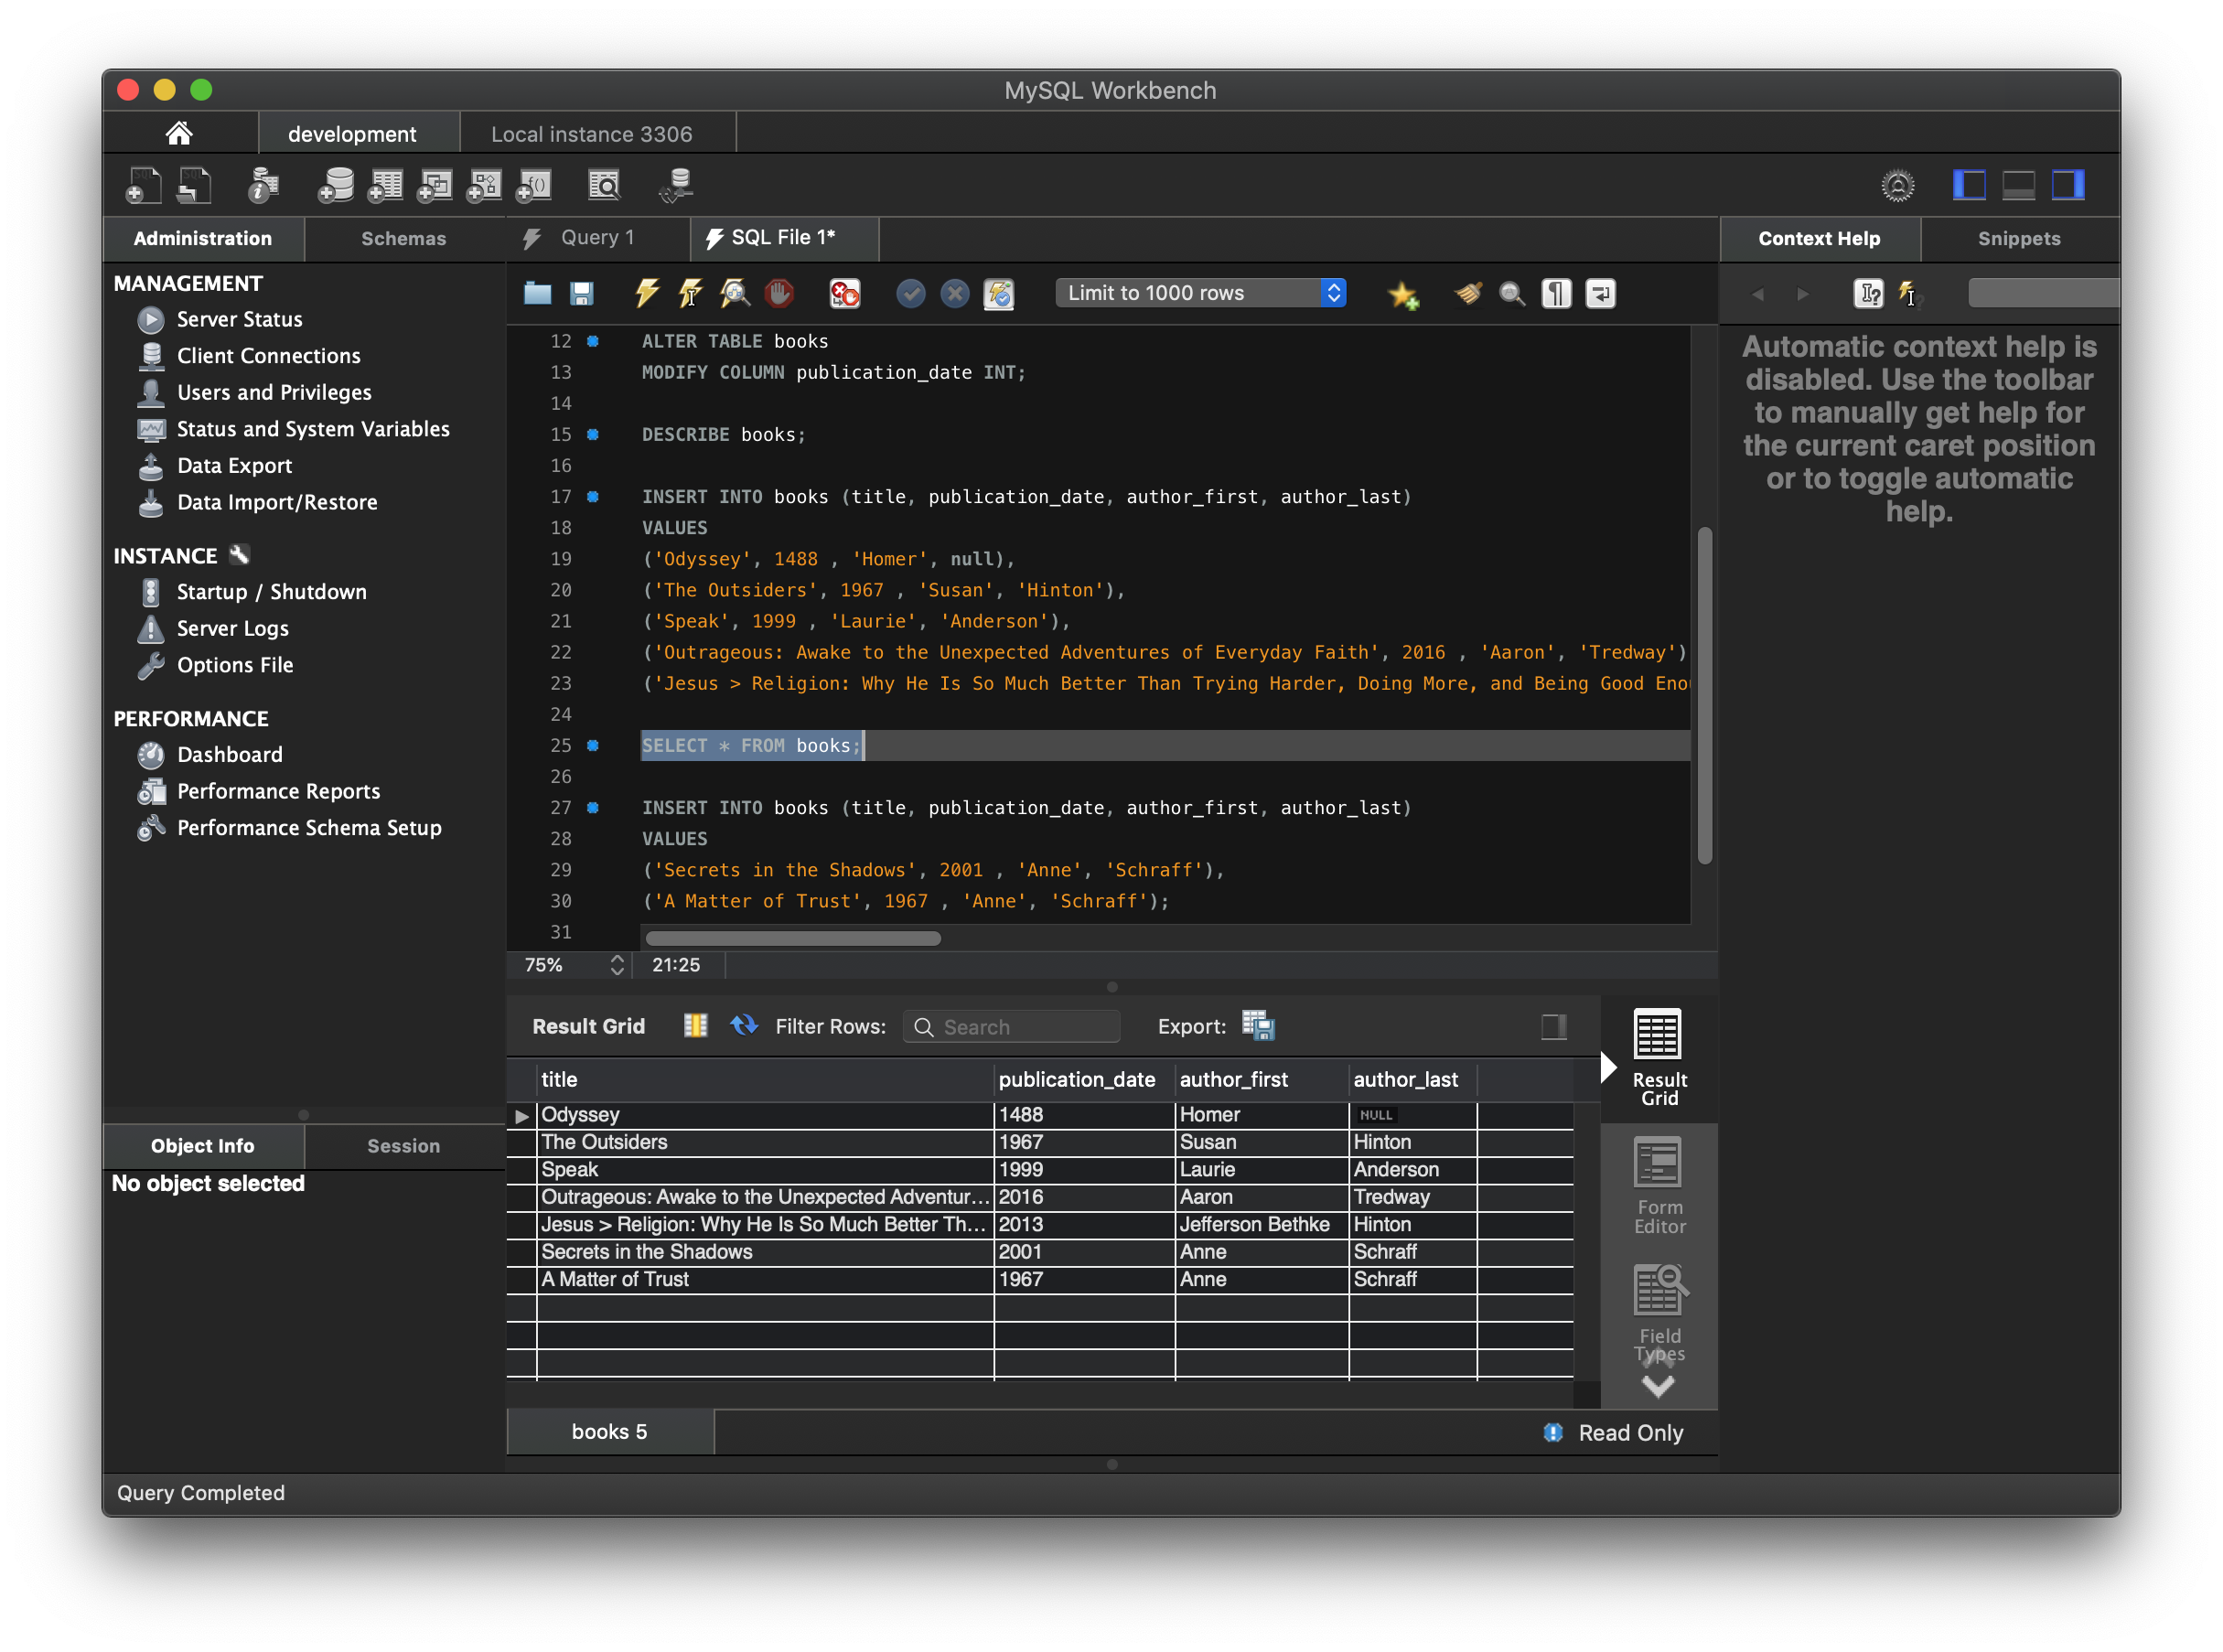 MySQL Workbench
development
Local instance 3306
Administration
Schemas
Query 1
SQL File 1*
Context Help
Snippets
MANAGEMENT
Server Status
Client Connections
Users and Privileges
Status and System Variables
Data Export
Data Import/Restore
INSTANCE
Startup / Shutdown
Server Logs
Options File
PERFORMANCE
Dashboard
Performance Reports
Performance Schema Setup
Object Info
Session
No object selected
Limit to 1000 rows
12 ALTER TABLE books
13 MODIFY COLUMN publication_date INT;
14
15 DESCRIBE books;
16
17 INSERT INTO books (title, publication_date, author_first, author_last)
18 VALUES
19 ('Odyssey', 1488 , 'Homer', null),
20 ('The Outsiders', 1967 , 'Susan', 'Hinton'),
21 ('Speak', 1999 , 'Laurie', 'Anderson'),
22 ('Outrageous: Awake to the Unexpected Adventures of Everyday Faith', 2016 , 'Aaron', 'Tredway')
23 ('Jesus > Religion: Why He Is So Much Better Than Trying Harder, Doing More, and Being Good Eno
24
25 SELECT * FROM books;
26
27 INSERT INTO books (title, publication_date, author_first, author_last)
28 VALUES
29 ('Secrets in the Shadows', 2001 , 'Anne', 'Schraff'),
30 ('A Matter of Trust', 1967 , 'Anne', 'Schraff');
31
75% 21:25
Result Grid Filter Rows: Search Export:
title publication_date author_first author_last
Odyssey 1488 Homer NULL
The Outsiders 1967 Susan Hinton
Speak 1999 Laurie Anderson
Outrageous: Awake to the Unexpected Adventur... 2016 Aaron Tredway
Jesus > Religion: Why He Is So Much Better Th... 2013 Jefferson Bethke Hinton
Secrets in the Shadows 2001 Anne Schraff
A Matter of Trust 1967 Anne Schraff
Result
Grid
Form
Editor
Field
Types
books 5
Read Only
Automatic context help is
disabled. Use the toolbar
to manually get help for
the current caret position
or to toggle automatic
help.
Query Completed